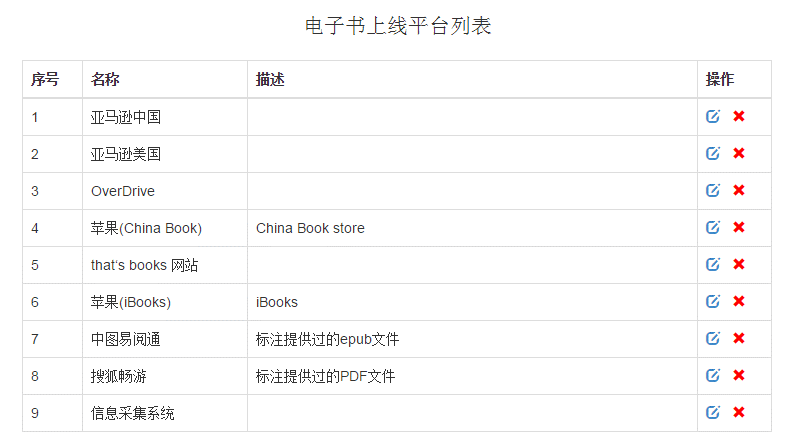 电子书上线平台列表
序号 名称 描述 操作
1 亚马逊中国
2 亚马逊美国
3 OverDrive
4 苹果(China Book) China Book store
5 that's books 网站
6 苹果(iBooks) iBooks
7 中图易阅通 标注提供过的epub文件
8 搜狐畅游 标注提供过的PDF文件
9 信息采集系统